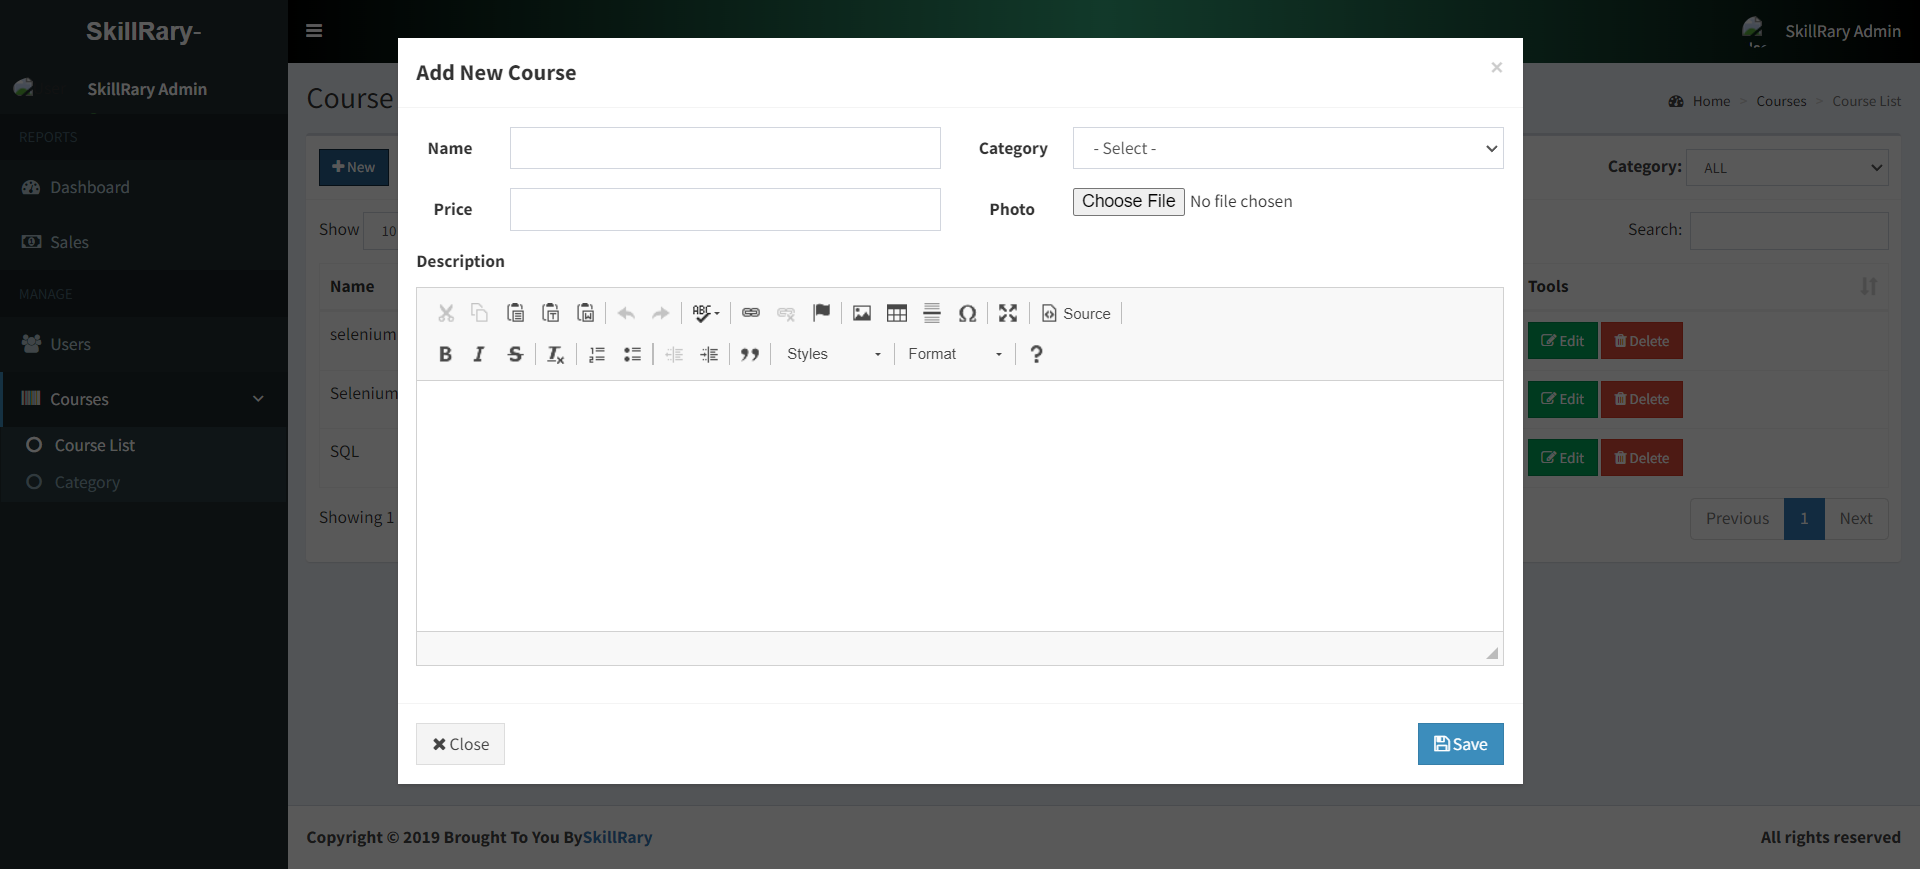 SkillRary-
SkillRary Admin
SkillRary Admin
REPORTS
Dashboard
Sales
MANAGE
Users
Courses
Course List
Category
Course
Home > Courses > Course List
New
Category: ALL
Show 10
Search:
Name
Tools
selenium
Edit Delete
Selenium
Edit Delete
SQL
Edit Delete
Showing 1
Previous 1 Next
Add New Course
×
Name
Category - Select -
Price
Photo Choose File No file chosen
Description
ABC
Ω
Source
B I S Tx
Styles
Format
?
Close
Save
Copyright © 2019 Brought To You BySkillRary
All rights reserved